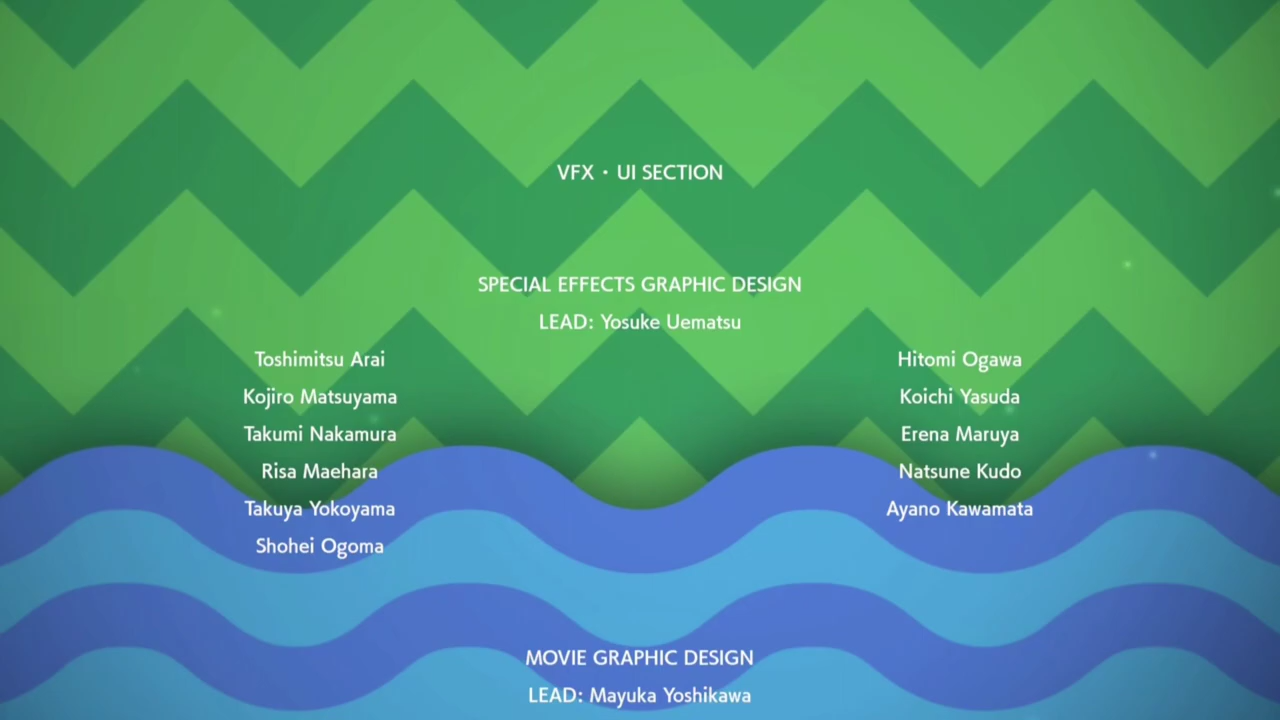 VFX・UI SECTION
SPECIAL EFFECTS GRAPHIC DESIGN
LEAD: Yosuke Uematsu
Toshimitsu Arai
Hitomi Ogawa
Kojiro Matsuyama
Koichi Yasuda
Takumi Nakamura
Erena Maruya
Risa Maehara
Natsune Kudo
Takuya Yokoyama
Ayano Kawamata
Shohei Ogoma
MOVIE GRAPHIC DESIGN
LEAD: Mayuka Yoshikawa